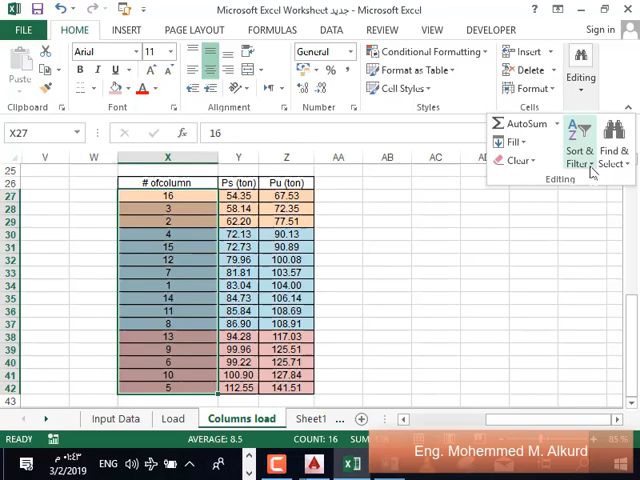 جديد Microsoft Excel Worksheet - Microsoft Excel
FILE HOME INSERT PAGE LAYOUT FORMULAS DATA REVIEW VIEW DEVELOPER Sign in
Paste
Arial 11
B I U
A A
General
$ % ,
Conditional Formatting
Format as Table
Cell Styles
Insert
Delete
Format
Editing
Clipboard Font Alignment Number Styles Cells
AutoSum
Fill
Clear
Sort & Filter
Find & Select
Editing
X27 16
V W X Y Z AA AB AC AD AE
25
26 # ofcolumn Ps (ton) Pu (ton)
27 16 54.35 67.53
28 3 58.14 72.35
29 2 62.20 77.51
30 4 72.13 90.13
31 15 72.73 90.89
32 12 79.96 100.08
33 7 81.81 103.57
34 1 83.04 104.00
35 14 84.73 106.14
36 11 85.84 108.69
37 8 86.90 108.91
38 13 94.28 117.03
39 9 99.96 125.51
40 6 99.22 125.71
41 10 100.90 127.84
42 5 112.55 141.51
43
Input Data Load Columns load Sheet1 ...
READY AVERAGE: 8.5 COUNT: 16 SUM: 136 85 %
Eng. Mohemmed M. Alkurd
ENG
م ٠١:٤٣
3/2/2019